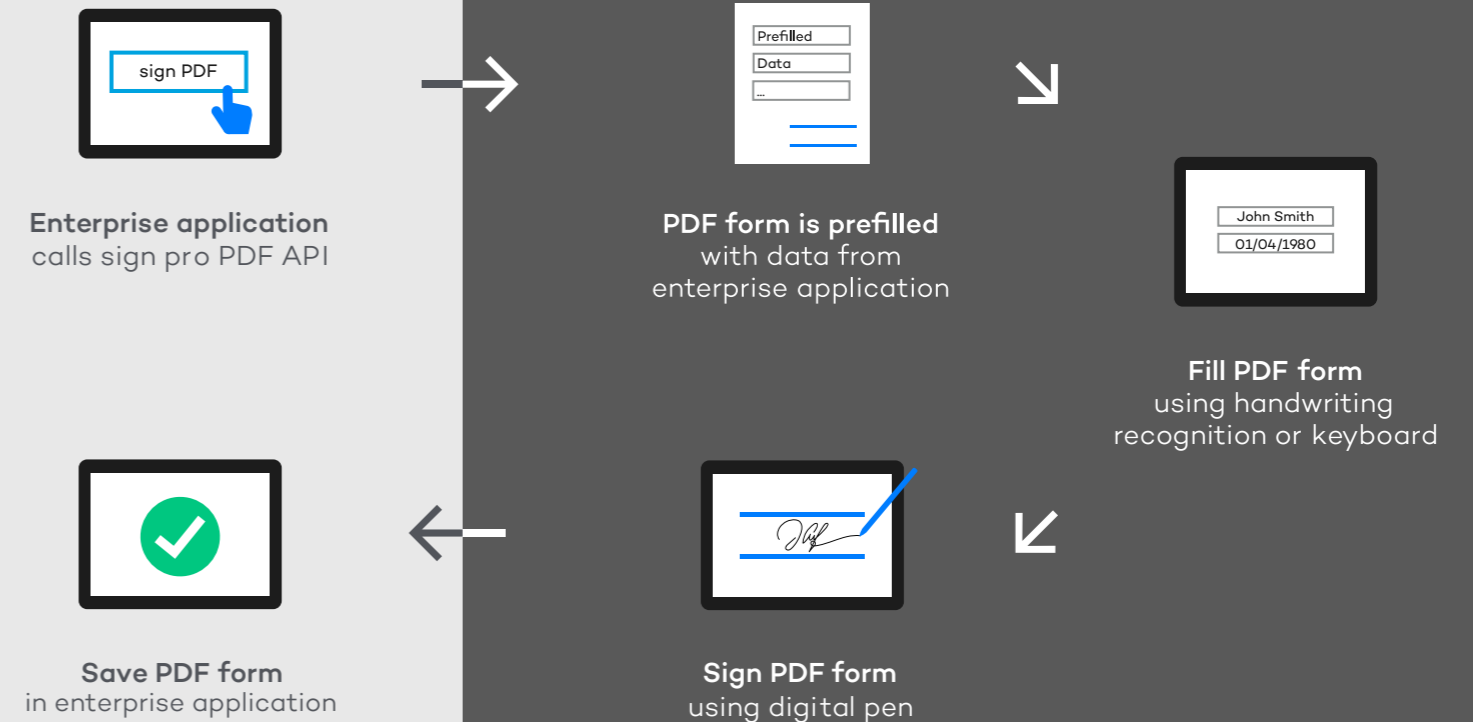 sign PDF
Enterprise application
calls sign pro PDF API
Prefilled
Data
...
PDF form is prefilled
with data from
enterprise application
John Smith
01/04/1980
Fill PDF form
using handwriting
recognition or keyboard
Sign PDF form
using digital pen
Save PDF form
in enterprise application